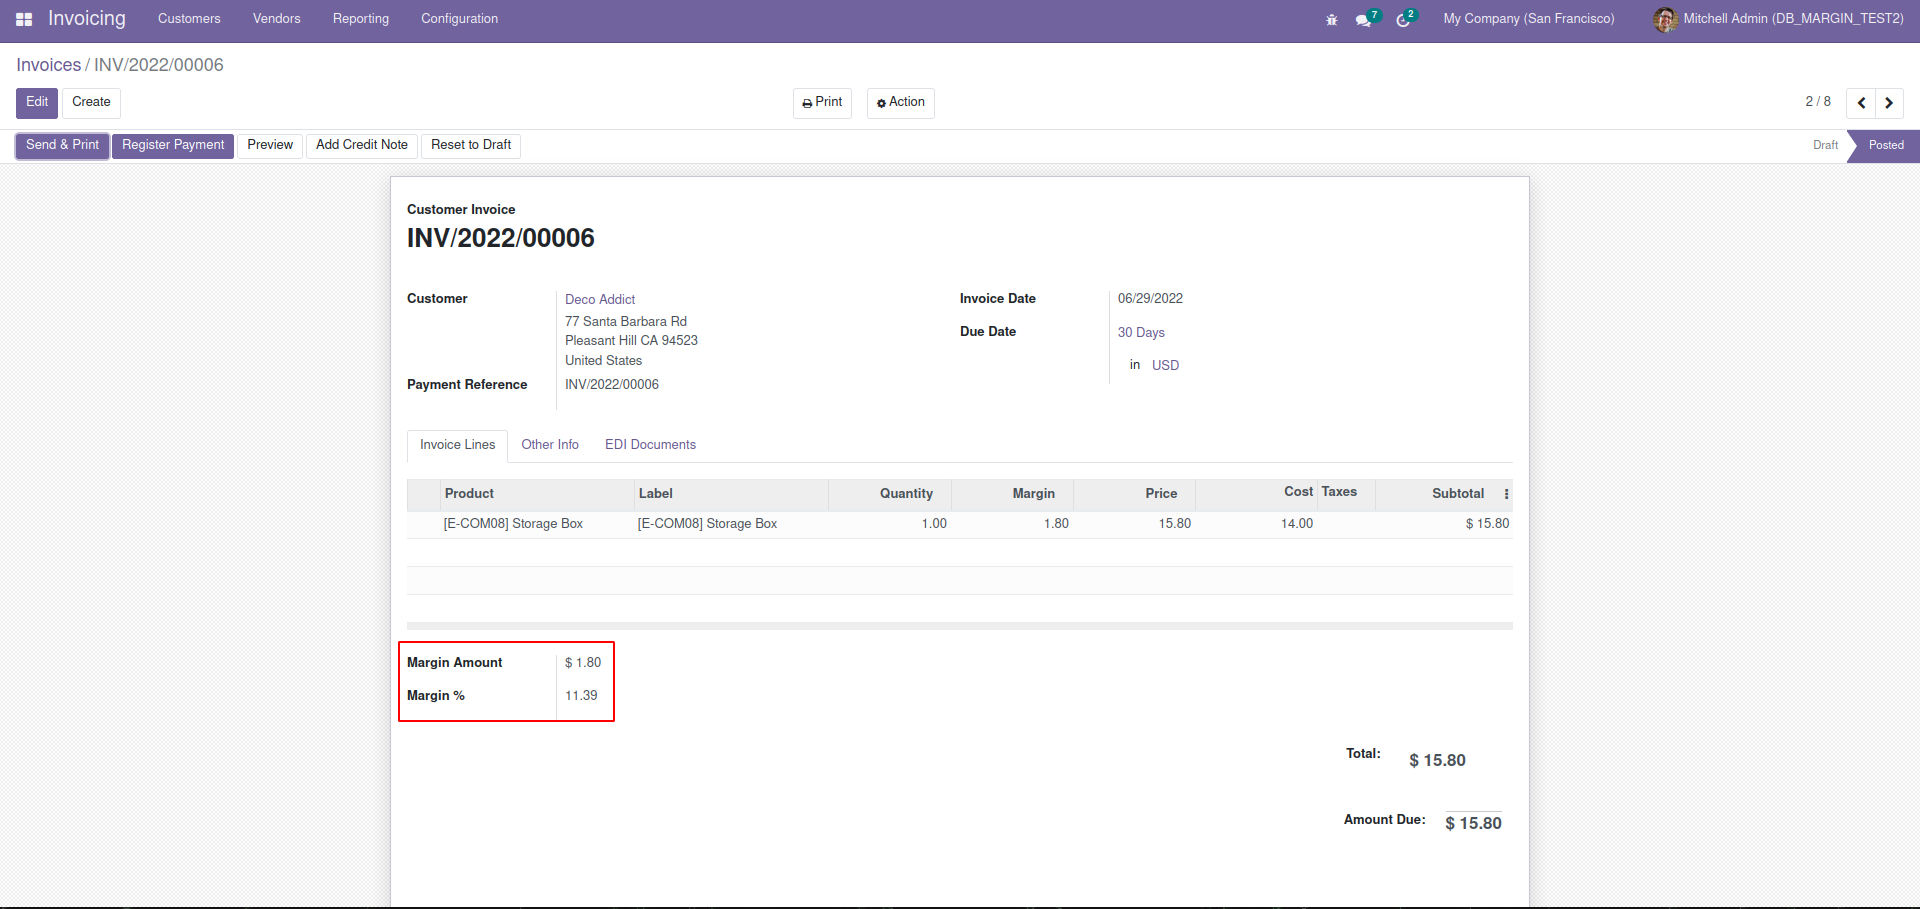 Invoicing Customers Vendors Reporting Configuration 7 2 My Company (San Francisco) Mitchell Admin (DB_MARGIN_TEST2)
Invoices / INV/2022/00006
Edit Create Print Action 2 / 8
Send & Print Register Payment Preview Add Credit Note Reset to Draft Draft Posted
Customer Invoice
INV/2022/00006
Customer Deco Addict Invoice Date 06/29/2022
77 Santa Barbara Rd
Pleasant Hill CA 94523 Due Date 30 Days
United States in USD
Payment Reference INV/2022/00006
Invoice Lines Other Info EDI Documents
Product Label Quantity Margin Price Cost Taxes Subtotal
[E-COM08] Storage Box [E-COM08] Storage Box 1.00 1.80 15.80 14.00 $ 15.80
Margin Amount $ 1.80
Margin % 11.39
Total: $ 15.80
Amount Due: $ 15.80